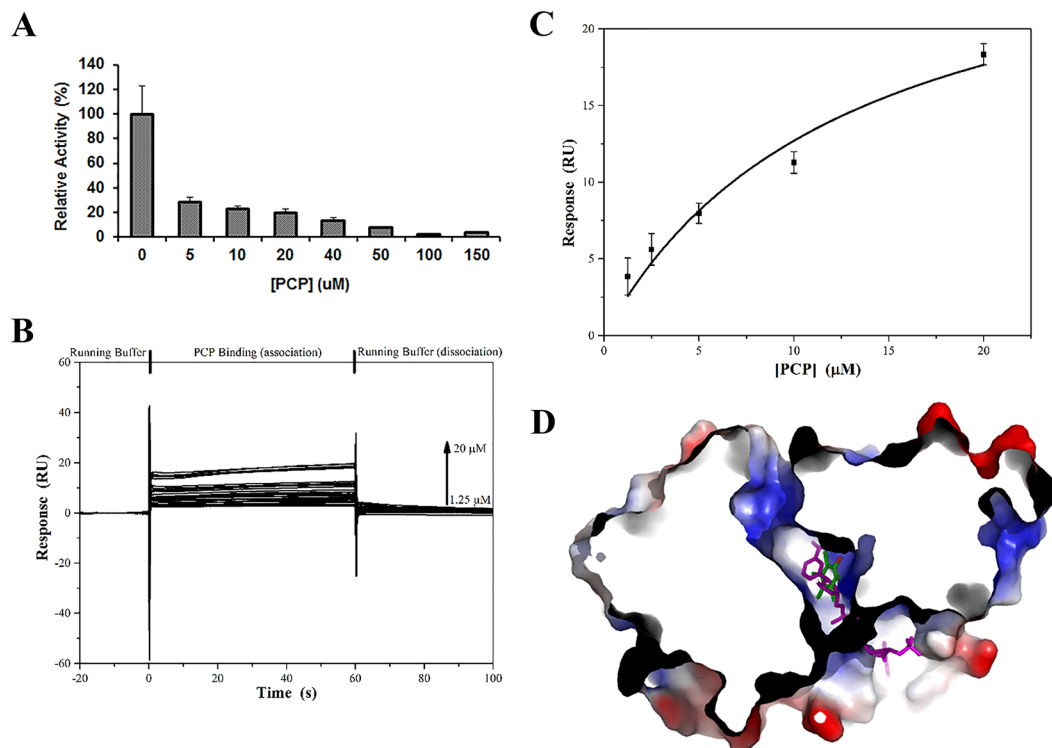 A
140
120
100
80
60
40
20
0
Relative Activity (%)
0 5 10 20 40 50 100 150
[PCP] (uM)
B
Running Buffer PCP Binding (association) Running Buffer (dissociation)
60
40
20
0
-20
-40
-60
Response (RU)
20 μM
1.25 μM
-20 0 20 40 60 80 100
Time (s)
C
20
15
10
5
0
Response (RU)
0 5 10 15 20
[PCP] (μM)
D